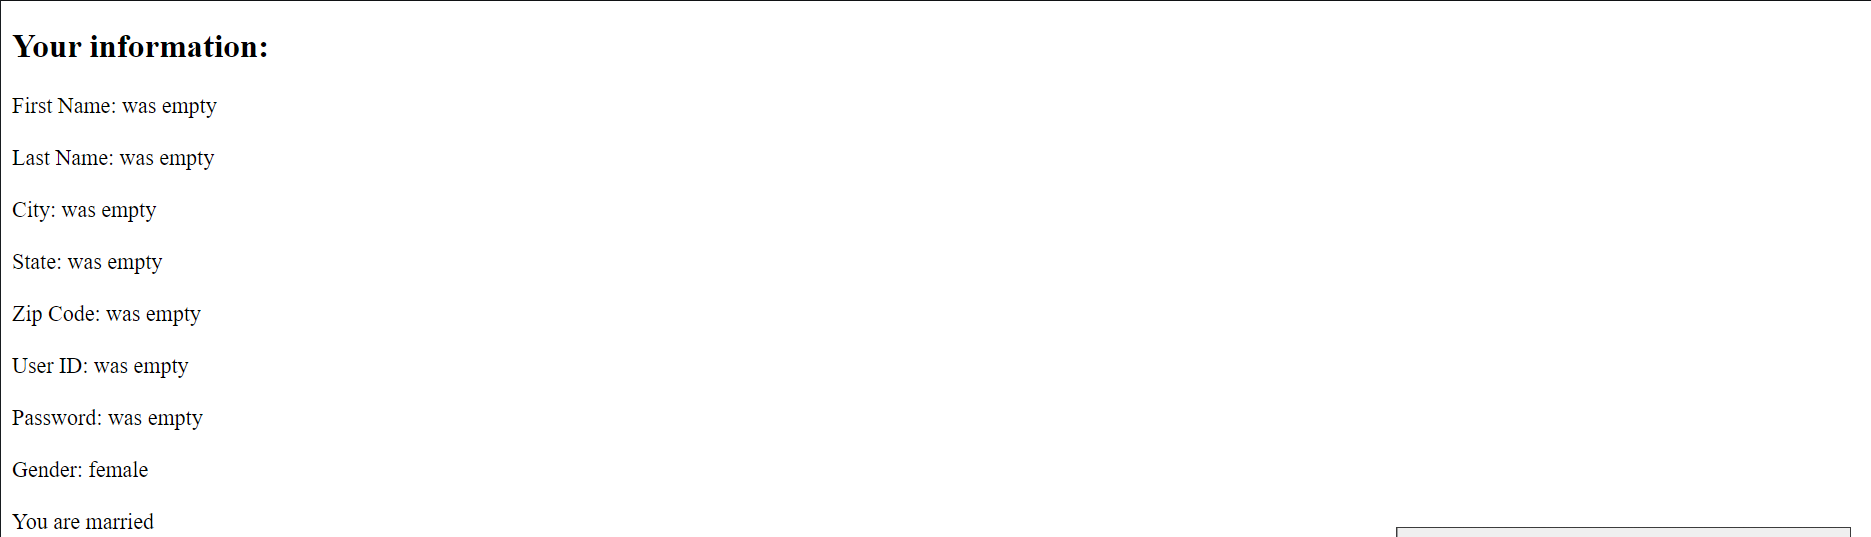 Your information:
First Name: was empty
Last Name: was empty
City: was empty
State: was empty
Zip Code: was empty
User ID: was empty
Password: was empty
Gender: female
You are married